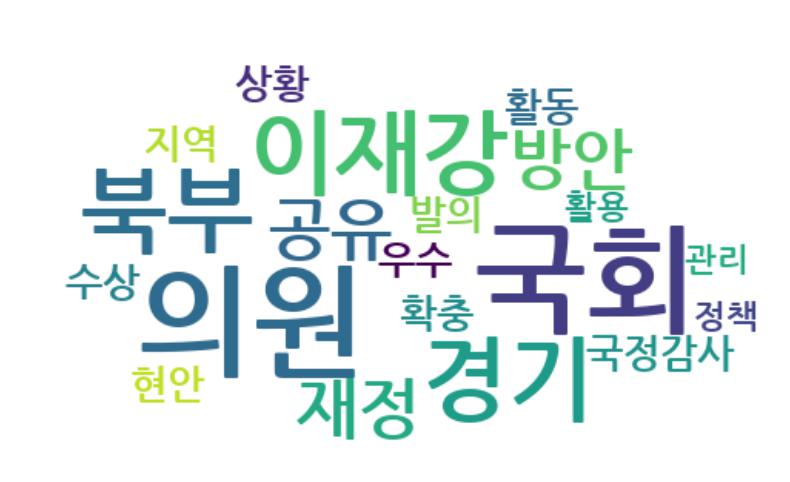 상황
활동
이재강
지역
방안
북부
공유
발의
활용
우수
국회
관리
수상
의원
확충
정책
국정감사
경기
현안
재정